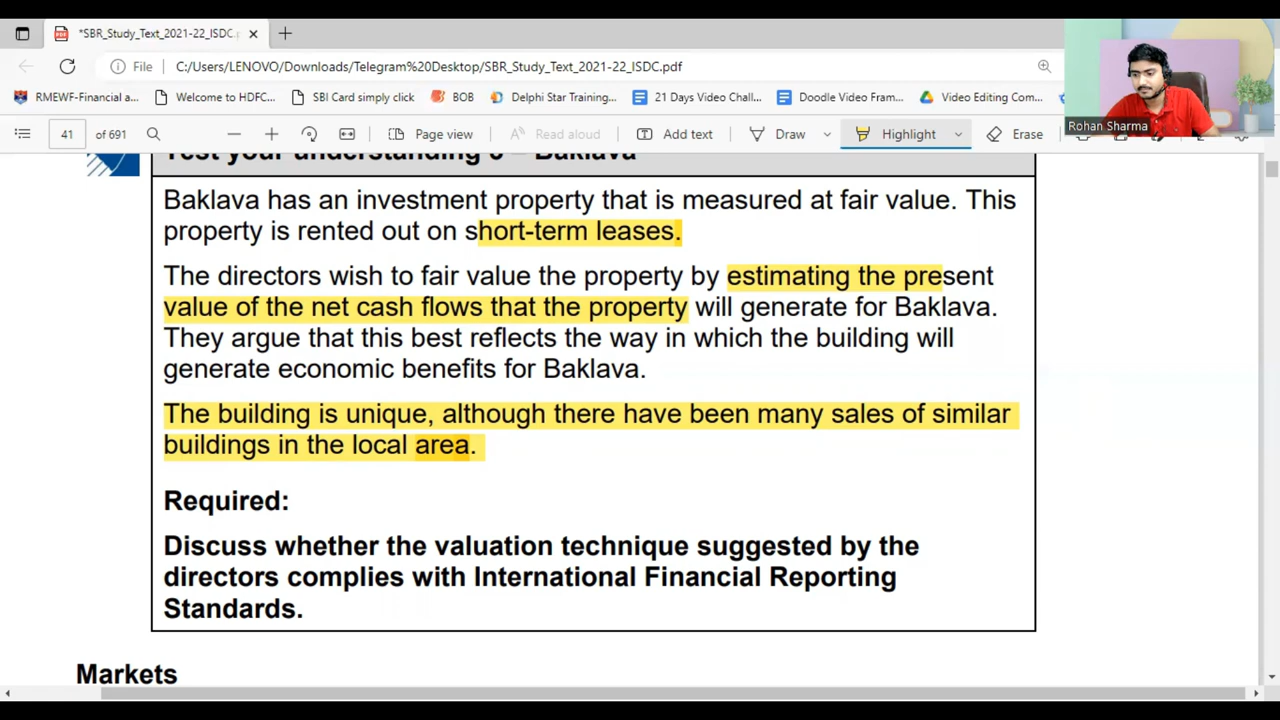 *SBR_Study_Text_2021-22_ISDC.p
File C:/Users/LENOVO/Downloads/Telegram%20Desktop/SBR_Study_Text_2021-22_ISDC.pdf
RMEWF-Financial a... Welcome to HDFC... SBI Card simply click BOB Delphi Star Training... 21 Days Video Chall... Doodle Video Fram... Video Editing Com...
41 of 691 Page view Read aloud Add text Draw Highlight Erase
Rohan Sharma
Baklava has an investment property that is measured at fair value. This
property is rented out on short-term leases.
The directors wish to fair value the property by estimating the present
value of the net cash flows that the property will generate for Baklava.
They argue that this best reflects the way in which the building will
generate economic benefits for Baklava.
The building is unique, although there have been many sales of similar
buildings in the local area.
Required:
Discuss whether the valuation technique suggested by the
directors complies with International Financial Reporting
Standards.
Markets